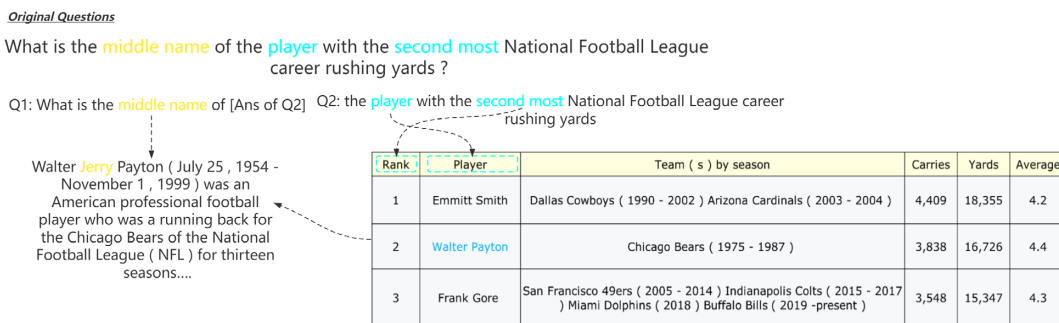 Original Questions
What is the middle name of the player with the second most National Football League
career rushing yards ?
Q1: What is the middle name of [Ans of Q2]
Q2: the player with the second most National Football League career
rushing yards
Walter Jerry Payton ( July 25 , 1954 -
November 1 , 1999 ) was an
American professional football
player who was a running back for
the Chicago Bears of the National
Football League ( NFL ) for thirteen
seasons....
Rank Player Team ( s ) by season Carries Yards Average
1 Emmitt Smith Dallas Cowboys ( 1990 - 2002 ) Arizona Cardinals ( 2003 - 2004 ) 4,409 18,355 4.2
2 Walter Payton Chicago Bears ( 1975 - 1987 ) 3,838 16,726 4.4
San Francisco 49ers ( 2005 - 2014 ) Indianapolis Colts ( 2015 - 2017
3 Frank Gore ) Miami Dolphins ( 2018 ) Buffalo Bills ( 2019 -present ) 3,548 15,347 4.3